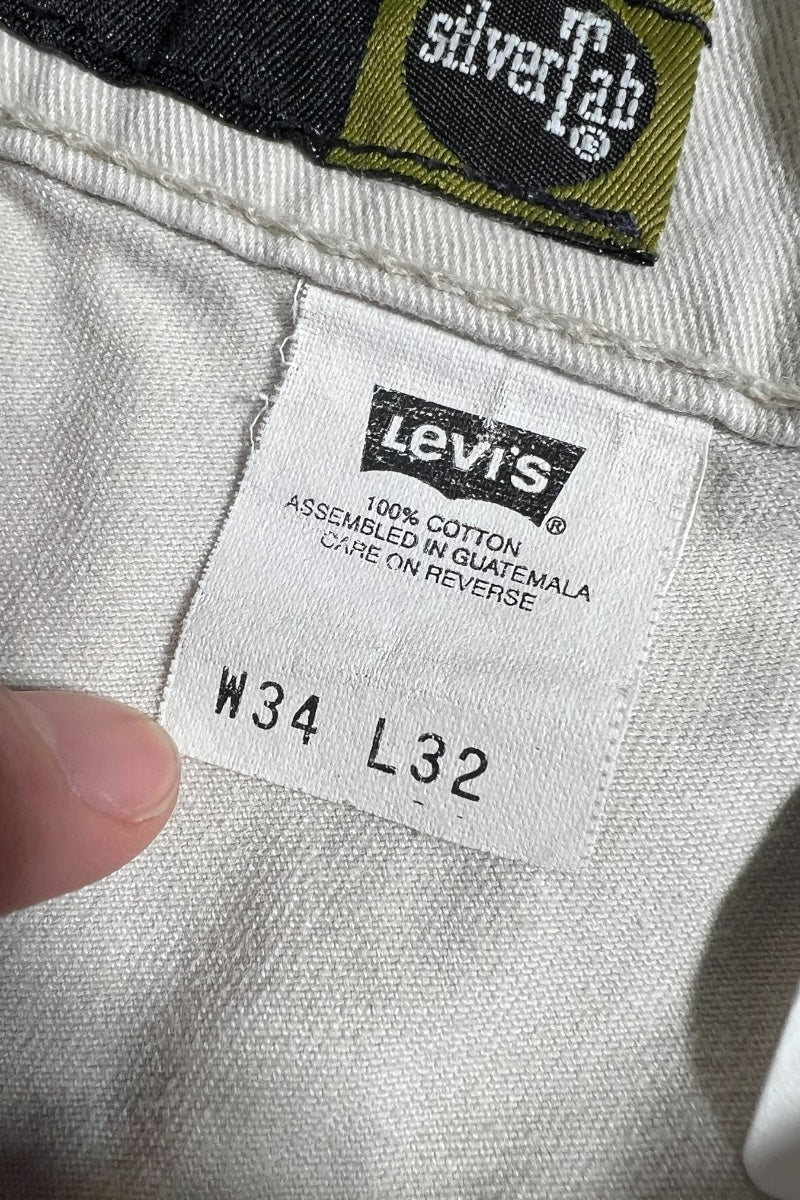 silverTab
®
Levi's
®
100% COTTON
ASSEMBLED IN GUATEMALA
CARE ON REVERSE
W34 L32